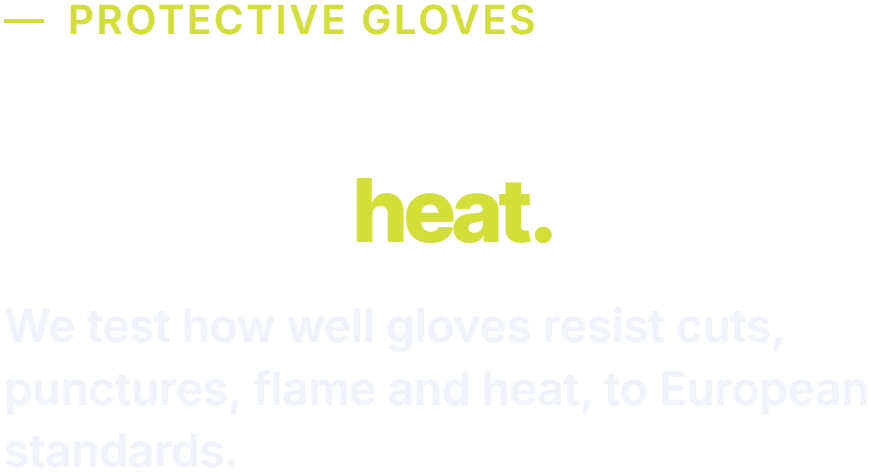 — PROTECTIVE GLOVES
heat.
We test how well gloves resist cuts,
punctures, flame and heat, to European
standards.